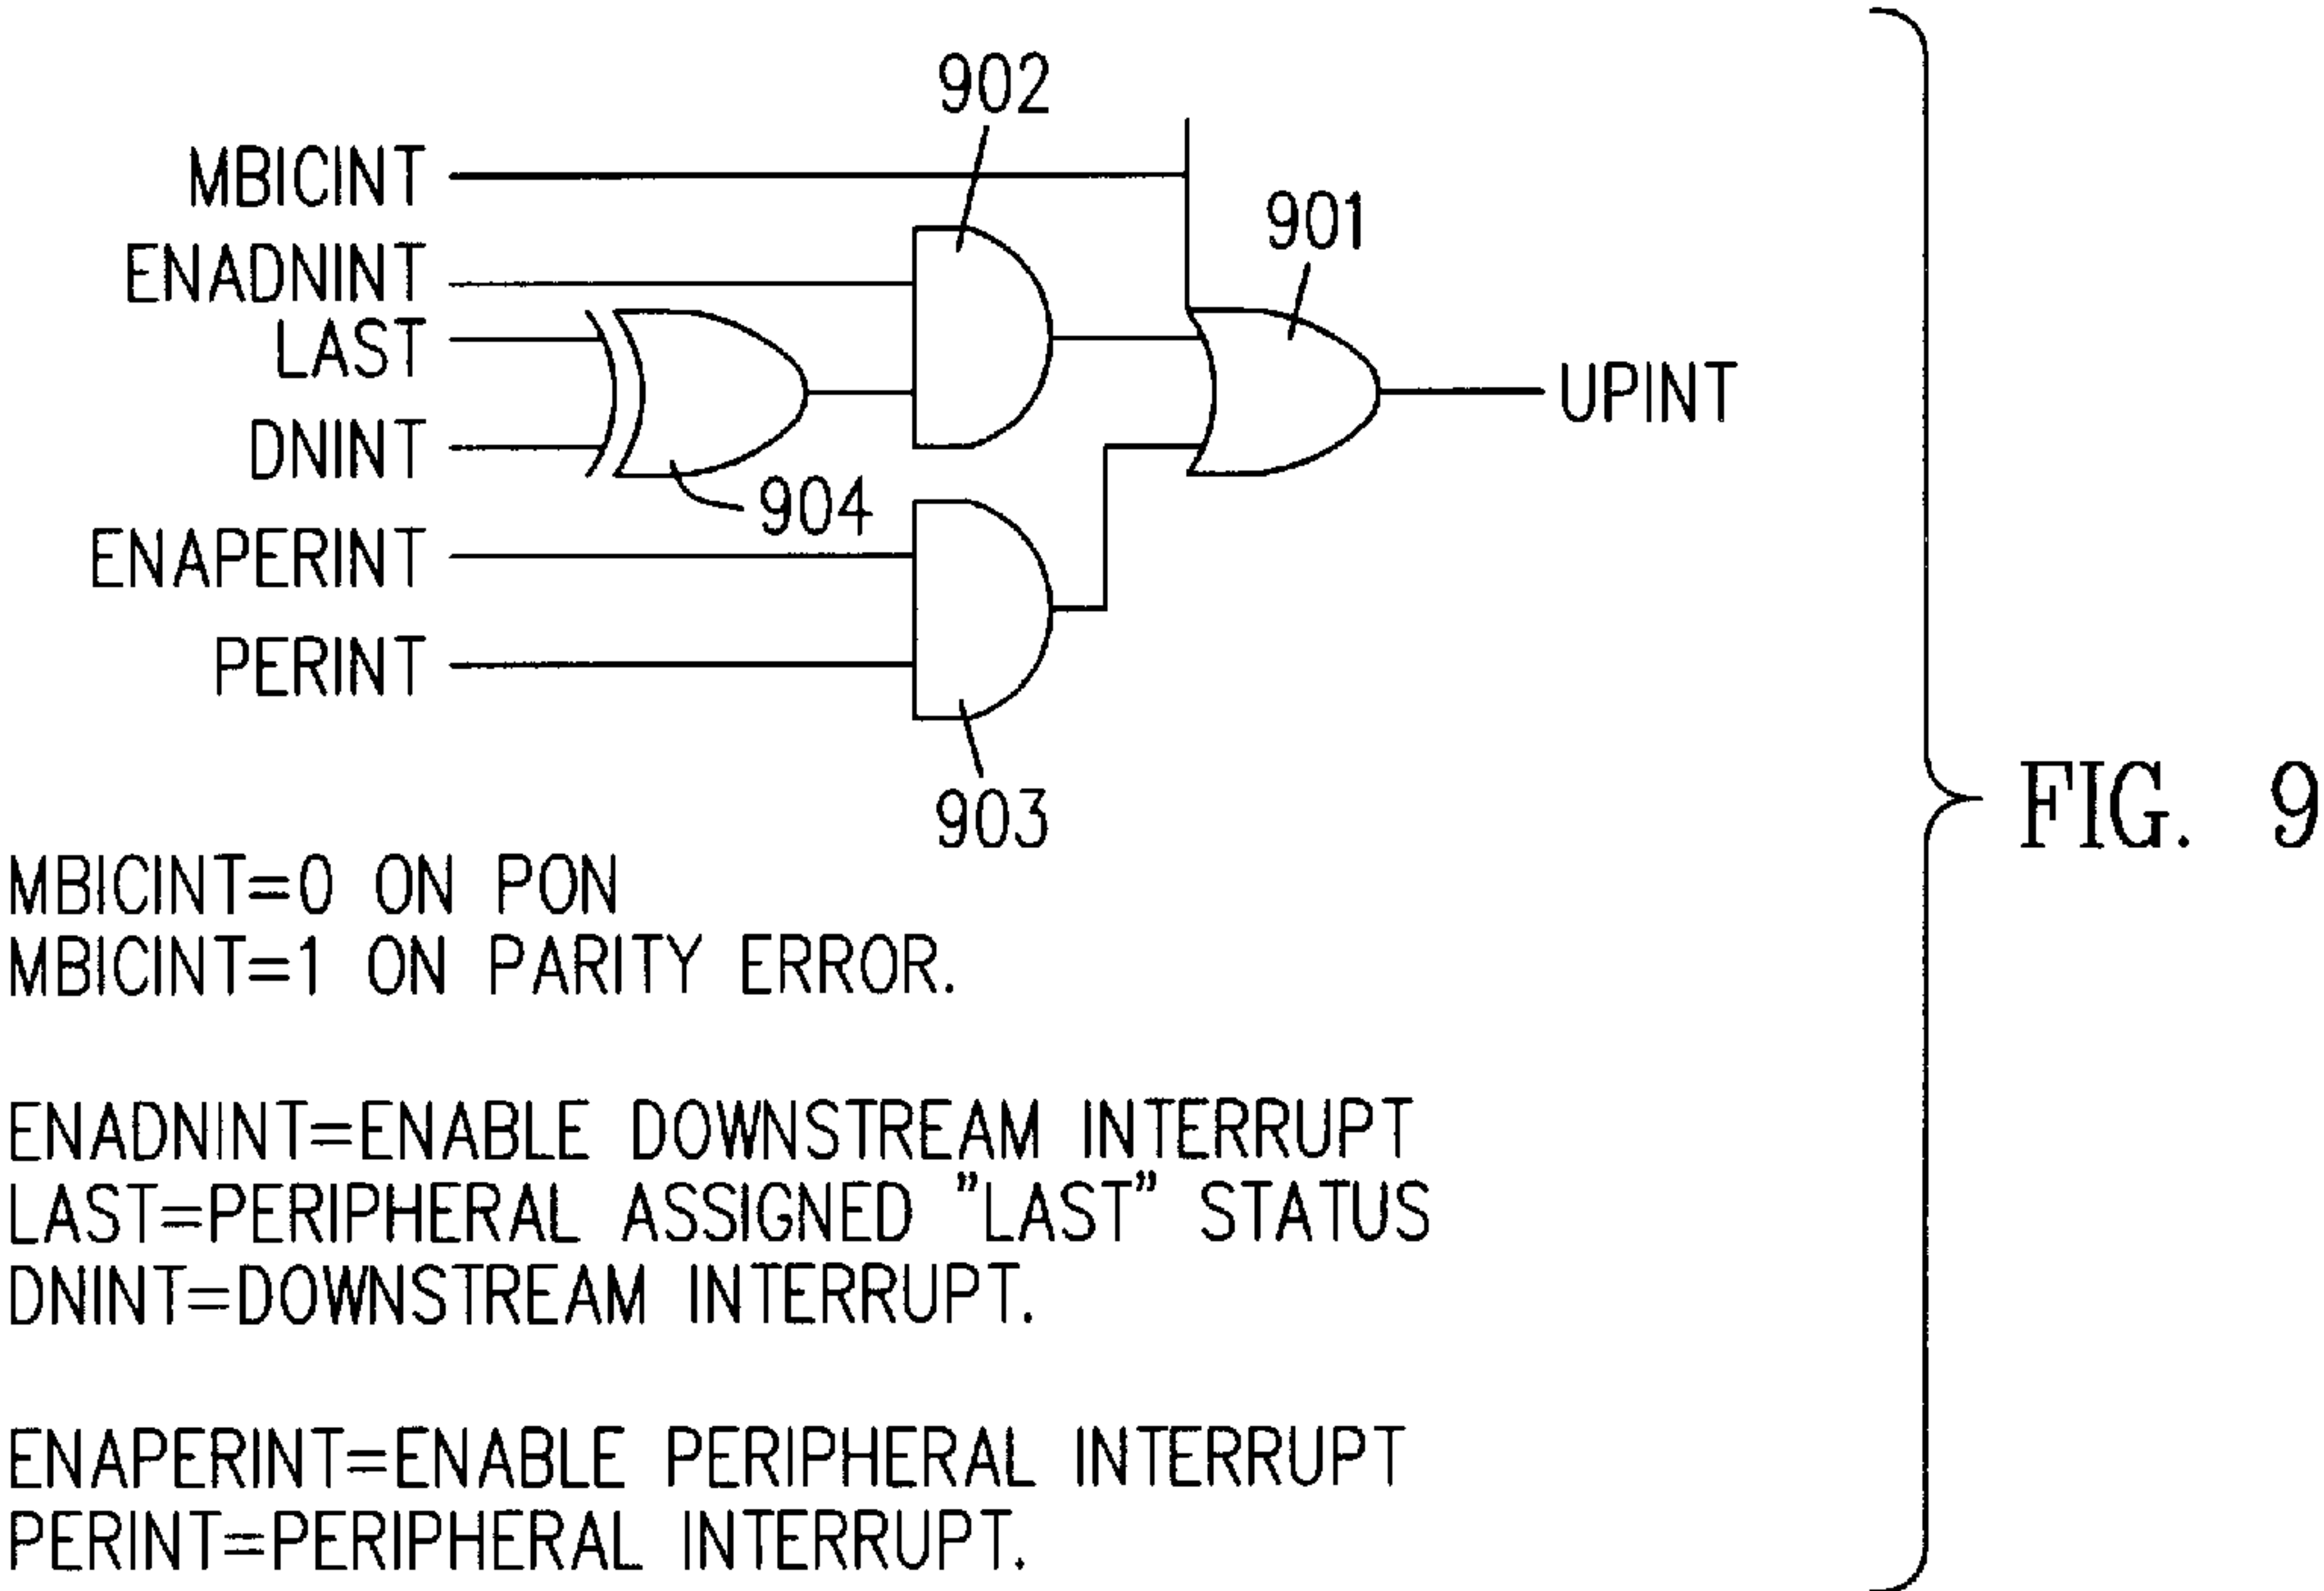 902
MBICINT
901
ENADNINT
LAST
UPINT
DNINT
904
ENAPERINT
PERINT
903
FIG. 9
MBICINT=0 ON PON
MBICINT=1 ON PARITY ERROR.
ENADNINT=ENABLE DOWNSTREAM INTERRUPT
LAST=PERIPHERAL ASSIGNED "LAST" STATUS
DNINT=DOWNSTREAM INTERRUPT.
ENAPERINT=ENABLE PERIPHERAL INTERRUPT
PERINT=PERIPHERAL INTERRUPT.